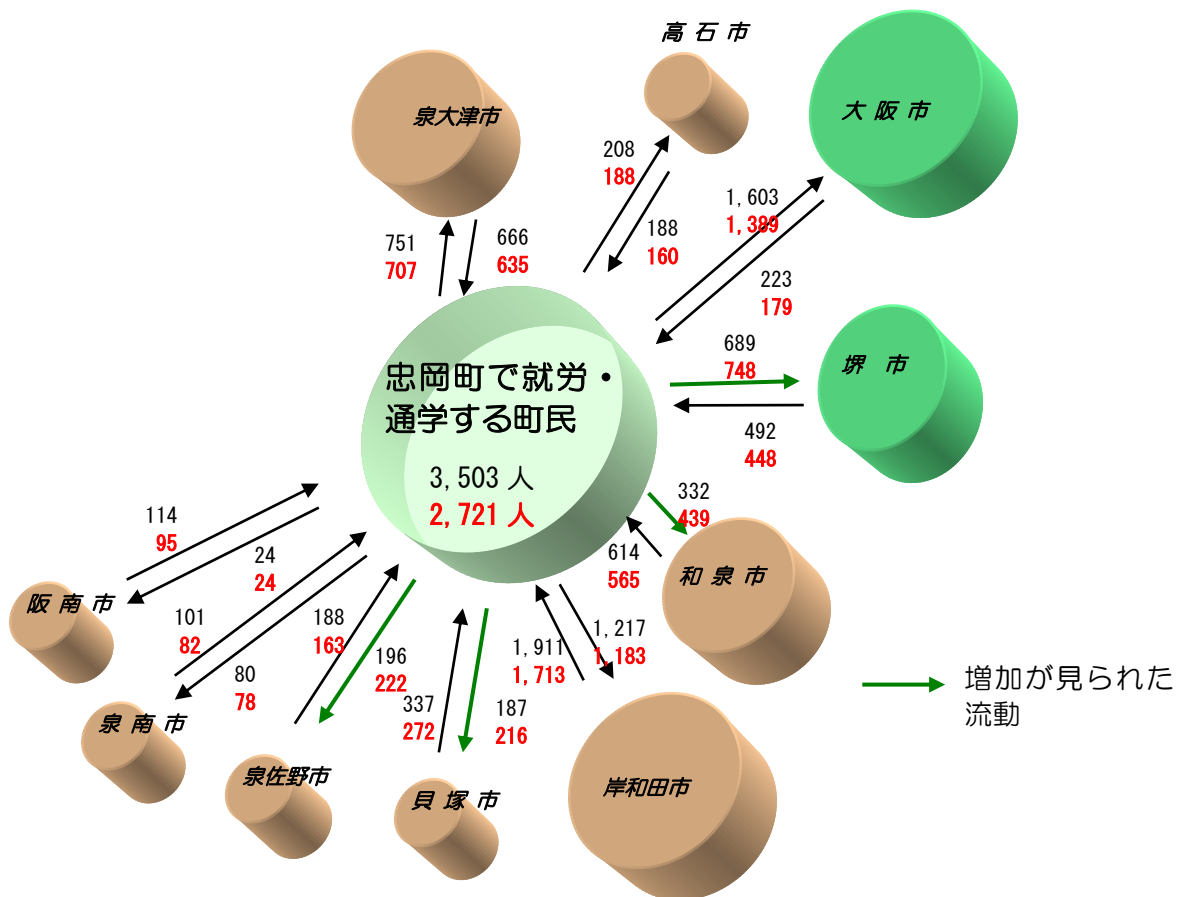 高 石 市
大 阪 市
泉大津市
208
188
1,603
1,389
188
160
751
707
666
635
223
179
689
748
堺 市
忠岡町で就労・
通学する町民
492
448
3,503 人
2,721 人
332
439
114
95
24
24
614
565
和 泉 市
阪 南 市
101
82
188
163
1,911
1,713
1,217
1,183
80
78
196
222
337
272
187
216
増加が見られた
流動
泉 南 市
泉佐野市
貝 塚 市
岸和田市